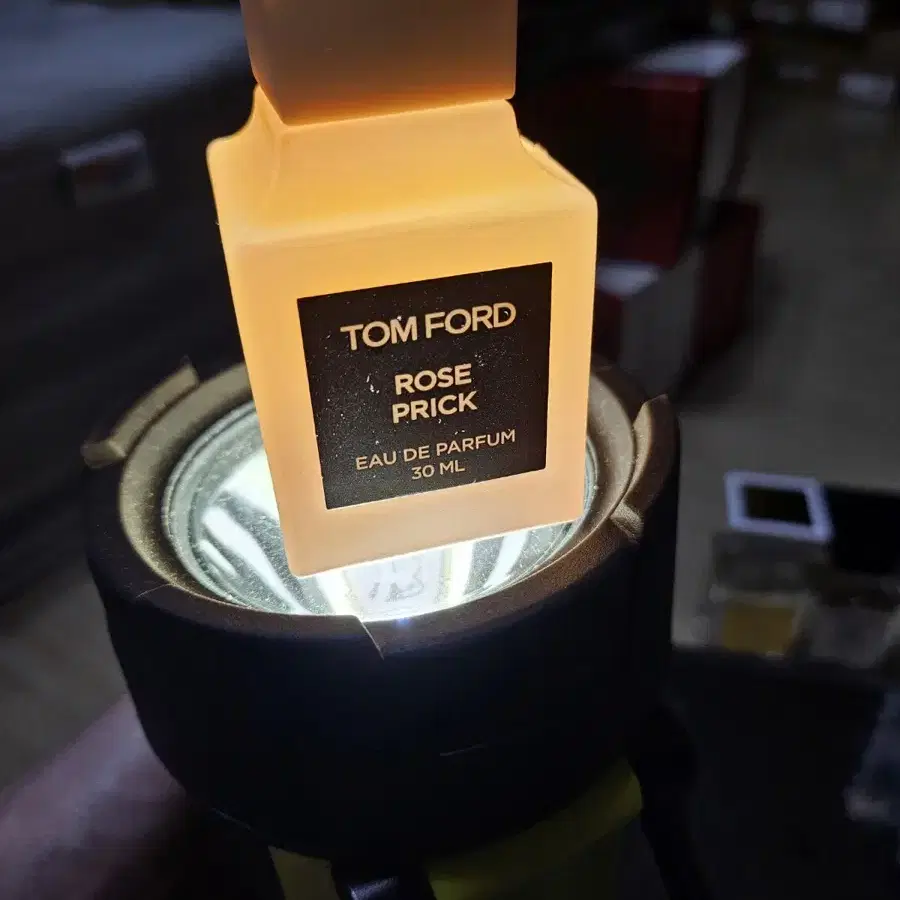 TOM FORD
ROSE
PRICK
EAU DE PARFUM
30 ML